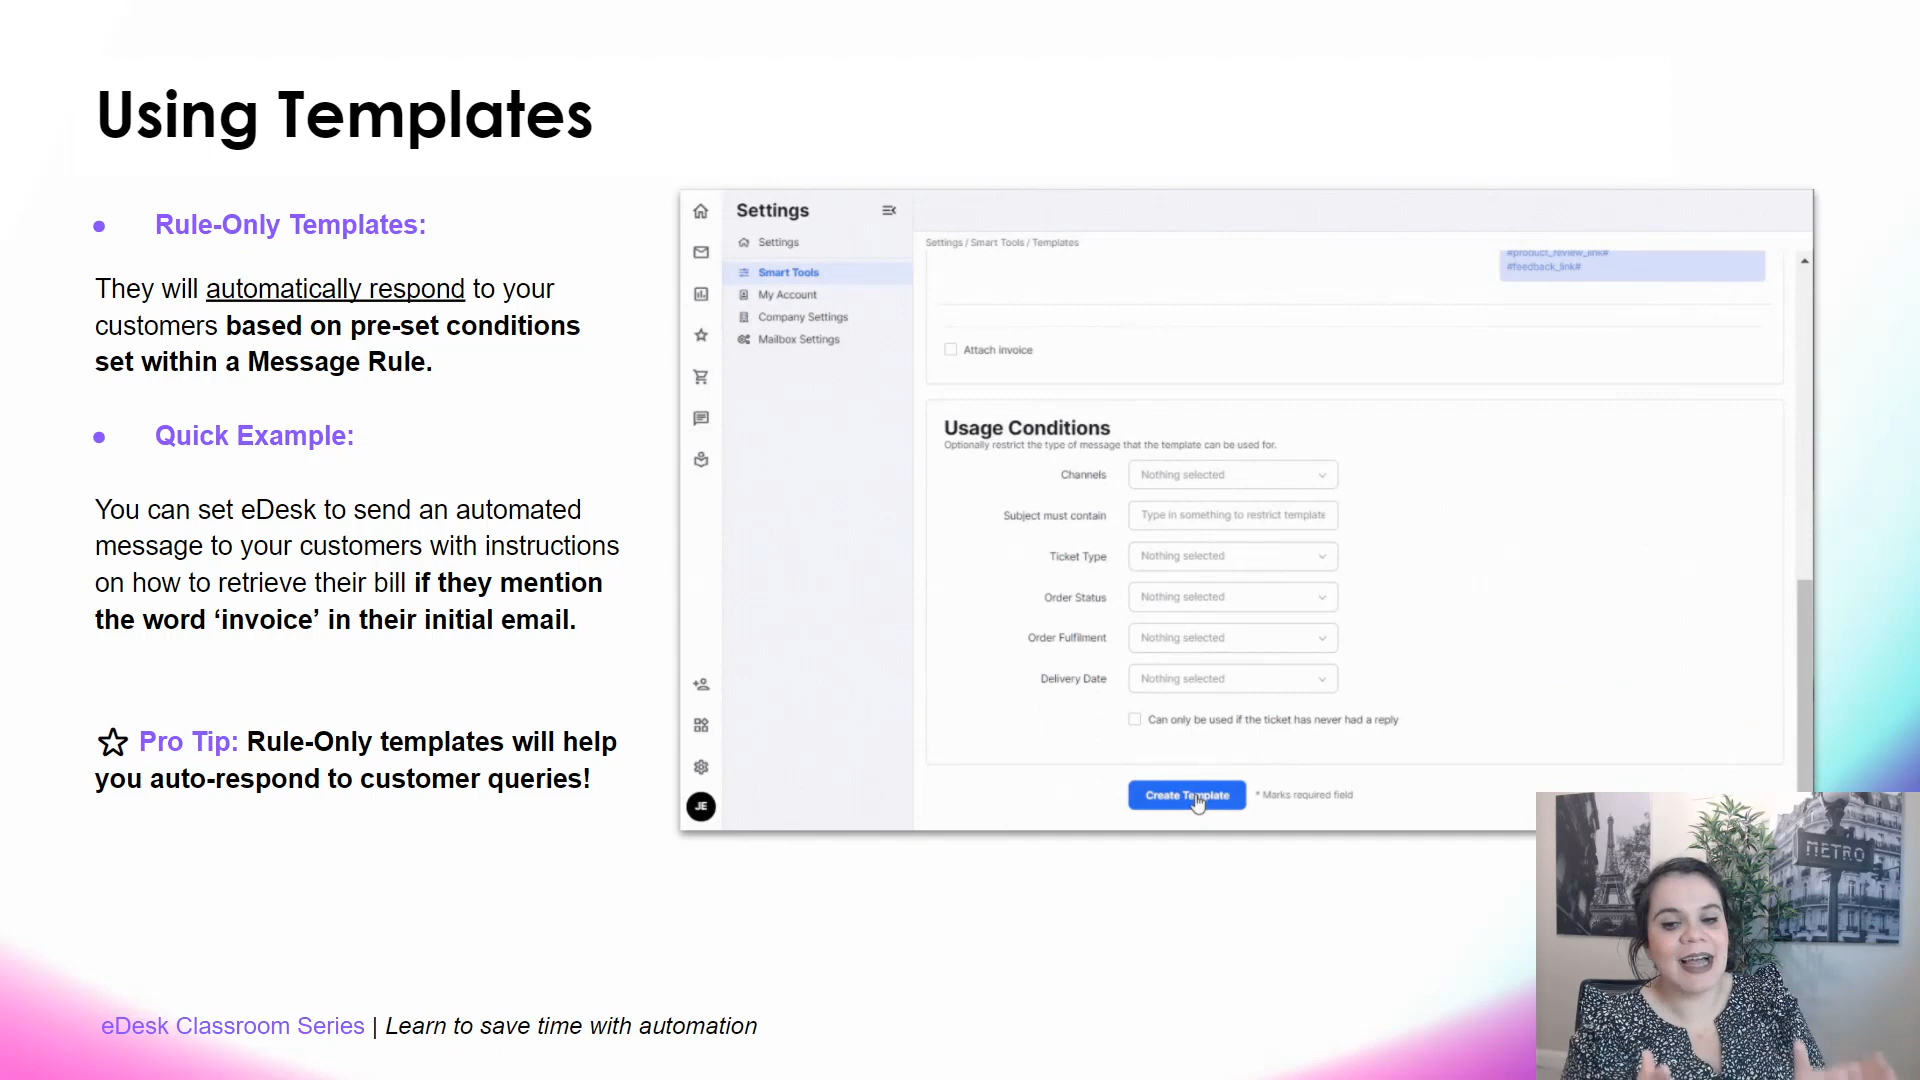 Using Templates
Rule-Only Templates:
They will automatically respond to your
customers based on pre-set conditions
set within a Message Rule.
Quick Example:
You can set eDesk to send an automated
message to your customers with instructions
on how to retrieve their bill if they mention
the word ‘invoice’ in their initial email.
Pro Tip: Rule-Only templates will help
you auto-respond to customer queries!
Settings
Settings
Smart Tools
My Account
Company Settings
Mailbox Settings
JE
Settings / Smart Tools / Templates
#product_review_link#
#feedback_link#
Attach invoice
Usage Conditions
Optionally restrict the type of message that the template can be used for.
Channels Nothing selected
Subject must contain Type in something to restrict template
Ticket Type Nothing selected
Order Status Nothing selected
Order Fulfilment Nothing selected
Delivery Date Nothing selected
Can only be used if the ticket has never had a reply
Create Template * Marks required field
METRO
eDesk Classroom Series | Learn to save time with automation